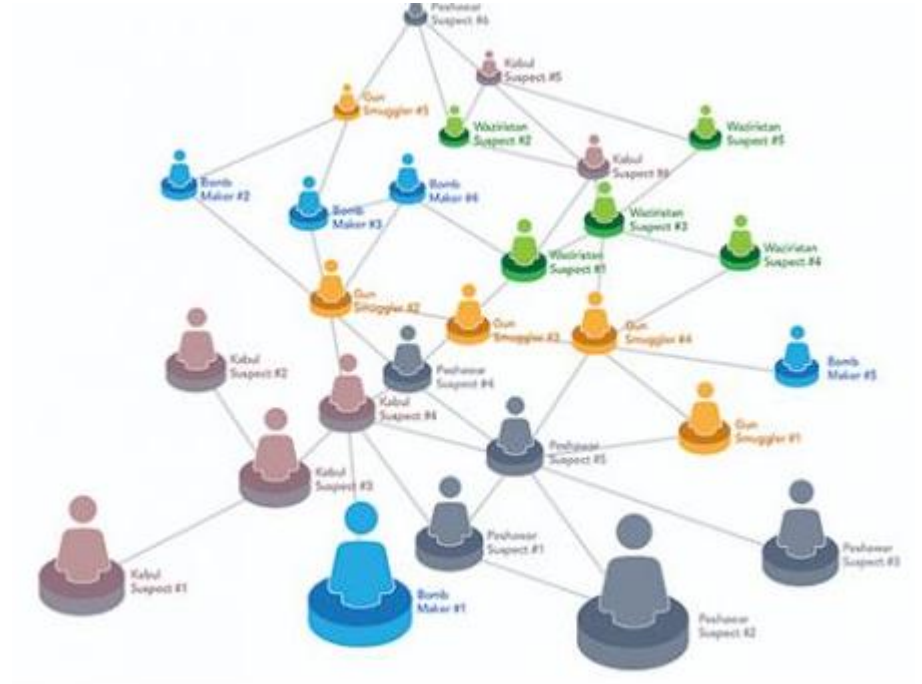 Peshawar
Suspect #6
Kabul
Suspect #5
Gun
Smuggler #5
Waziristan
Suspect #2
Waziristan
Suspect #5
Kabul
Suspect #6
Bomb
Maker #2
Bomb
Maker #4
Bomb
Maker #3
Waziristan
Suspect #3
Waziristan
Suspect #1
Waziristan
Suspect #4
Gun
Smuggler #2
Gun
Smuggler #3
Gun
Smuggler #4
Kabul
Suspect #2
Peshawar
Suspect #4
Bomb
Maker #5
Kabul
Suspect #4
Gun
Smuggler #1
Peshawar
Suspect #5
Kabul
Suspect #3
Peshawar
Suspect #1
Peshawar
Suspect #3
Kabul
Suspect #1
Bomb
Maker #1
Peshawar
Suspect #2